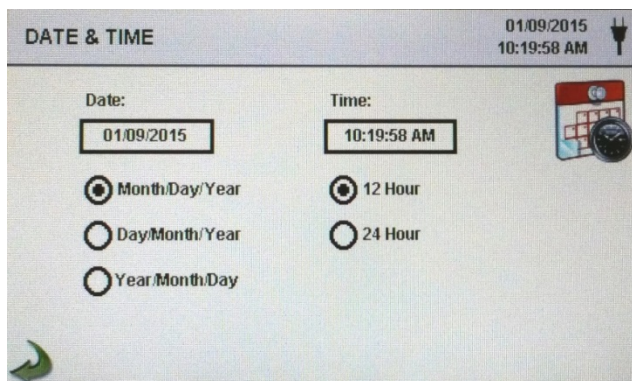 DATE & TIME
01/09/2015
10:19:58 AM
Date:
01/09/2015
Month/Day/Year
Day/Month/Year
Year/Month/Day
Time:
10:19:58 AM
12 Hour
24 Hour